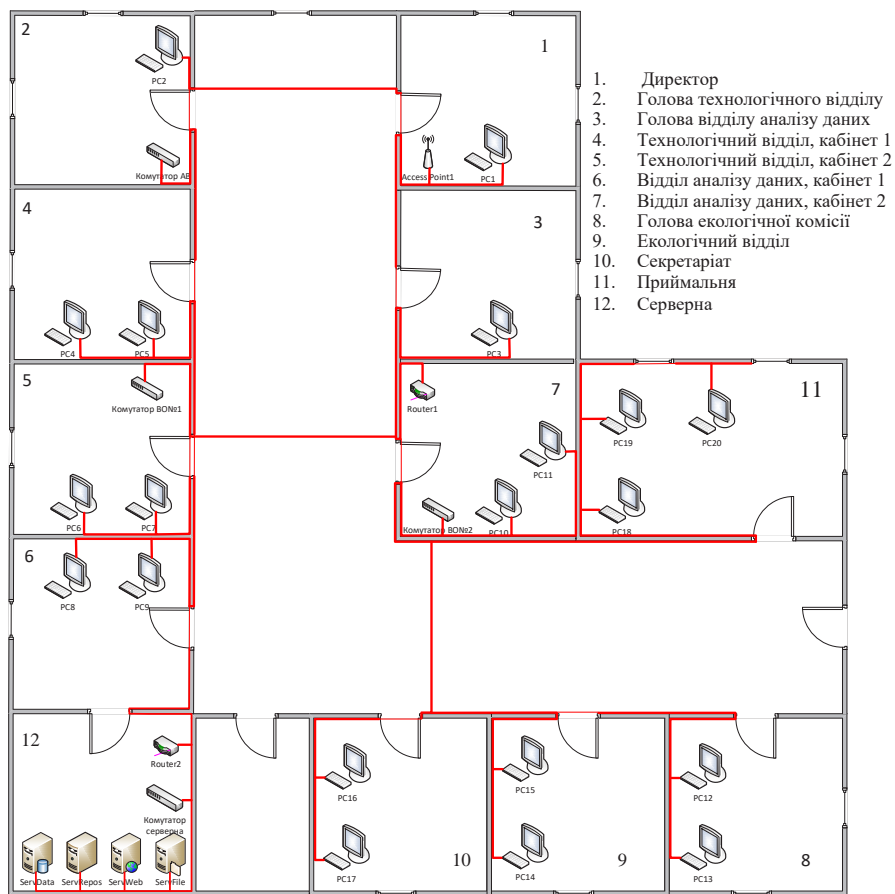 2
PC2
Комутатор АВ
1
Access Point1
PC1
1. Директор
2. Голова технологічного відділу
3. Голова відділу аналізу даних
4. Технологічний відділ, кабінет 1
5. Технологічний відділ, кабінет 2
6. Відділ аналізу даних, кабінет 1
7. Відділ аналізу даних, кабінет 2
8. Голова екологічної комісії
9. Екологічний відділ
10. Секретаріат
11. Приймальня
12. Серверна
4
PC4
PC5
3
PC3
5
Комутатор ВО№1
PC6
PC7
7
Router1
PC11
Комутатор ВО№2
PC10
11
PC19
PC20
PC18
6
PC8
PC9
12
Router2
Комутатор
серверна
ServData
ServRepos
ServWeb
ServFile
PC16
PC17
10
PC15
PC14
9
PC12
PC13
8